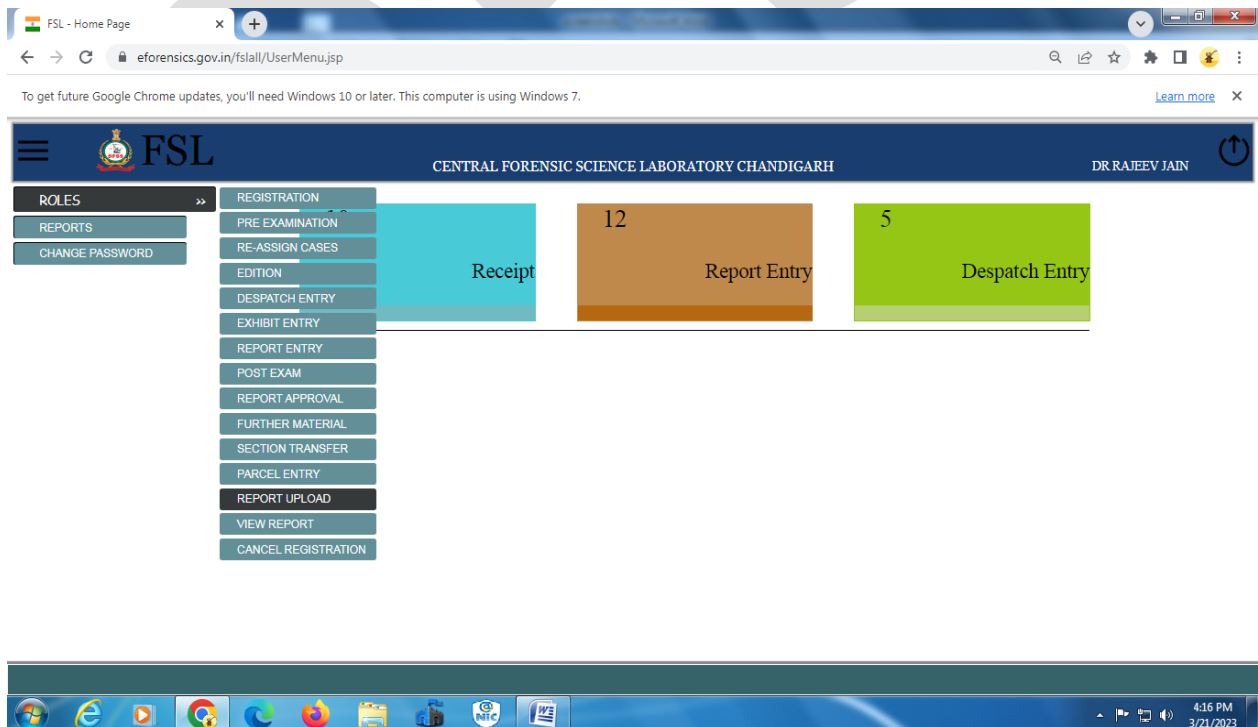 FSL - Home Page
eforensics.gov.in/fslall/UserMenu.jsp
To get future Google Chrome updates, you'll need Windows 10 or later. This computer is using Windows 7.
Learn more
FSL
CENTRAL FORENSIC SCIENCE LABORATORY CHANDIGARH
DR RAJEEV JAIN
ROLES »
REPORTS
CHANGE PASSWORD
REGISTRATION
PRE EXAMINATION
RE-ASSIGN CASES
EDITION
DESPATCH ENTRY
EXHIBIT ENTRY
REPORT ENTRY
POST EXAM
REPORT APPROVAL
FURTHER MATERIAL
SECTION TRANSFER
PARCEL ENTRY
REPORT UPLOAD
VIEW REPORT
CANCEL REGISTRATION
Receipt
12
Report Entry
5
Despatch Entry
NIC
4:16 PM
3/21/2023